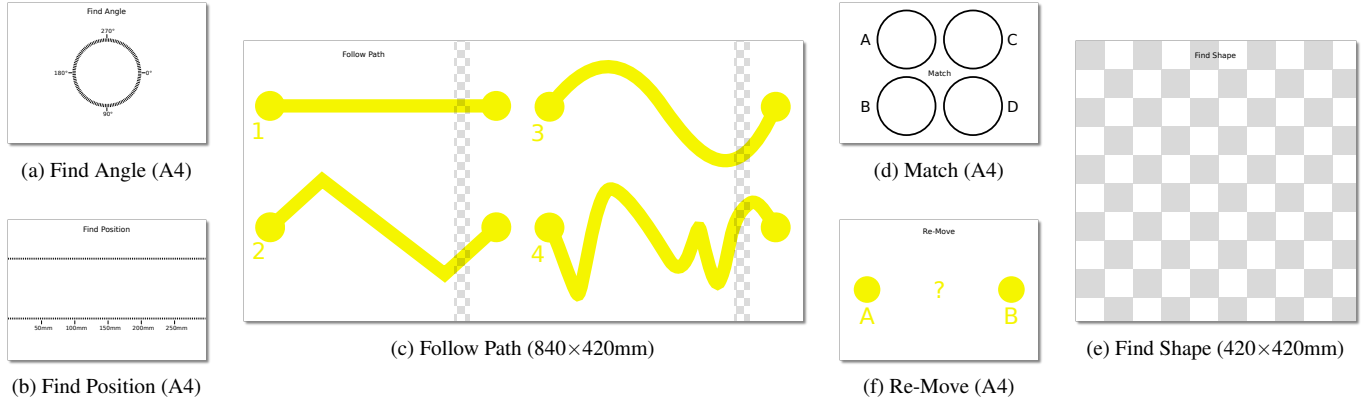 Find Angle
270°
180°
0°
90°
(a) Find Angle (A4)
Find Position
50mm 100mm 150mm 200mm 250mm
(b) Find Position (A4)
Follow Path
1
3
2
4
(c) Follow Path (840×420mm)
A
C
Match
B
D
(d) Match (A4)
Re-Move
?
A
B
(f) Re-Move (A4)
Find Shape
(e) Find Shape (420×420mm)